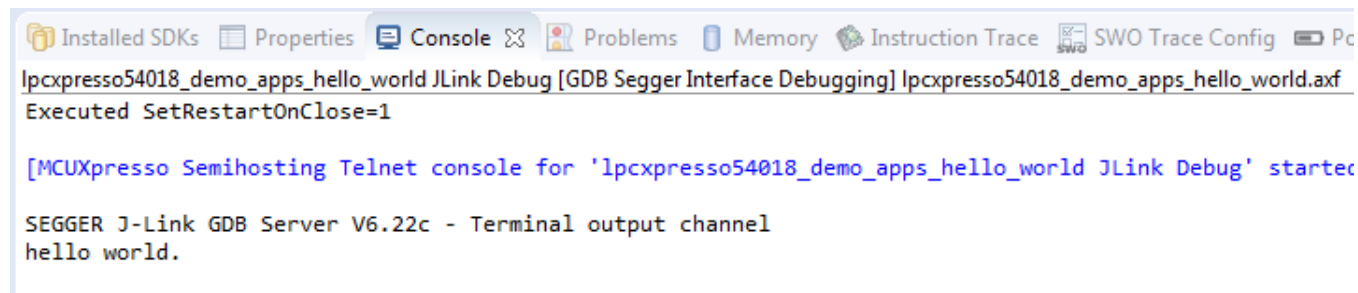 Installed SDKs Properties Console Problems Memory Instruction Trace SWO SWO Trace Config
lpcxpresso54018_demo_apps_hello_world JLink Debug [GDB Segger Interface Debugging] lpcxpresso54018_demo_apps_hello_world.axf
Executed SetRestartOnClose=1
[MCUXpresso Semihosting Telnet console for 'lpcxpresso54018_demo_apps_hello_world JLink Debug' started
SEGGER J-Link GDB Server V6.22c - Terminal output channel
hello world.